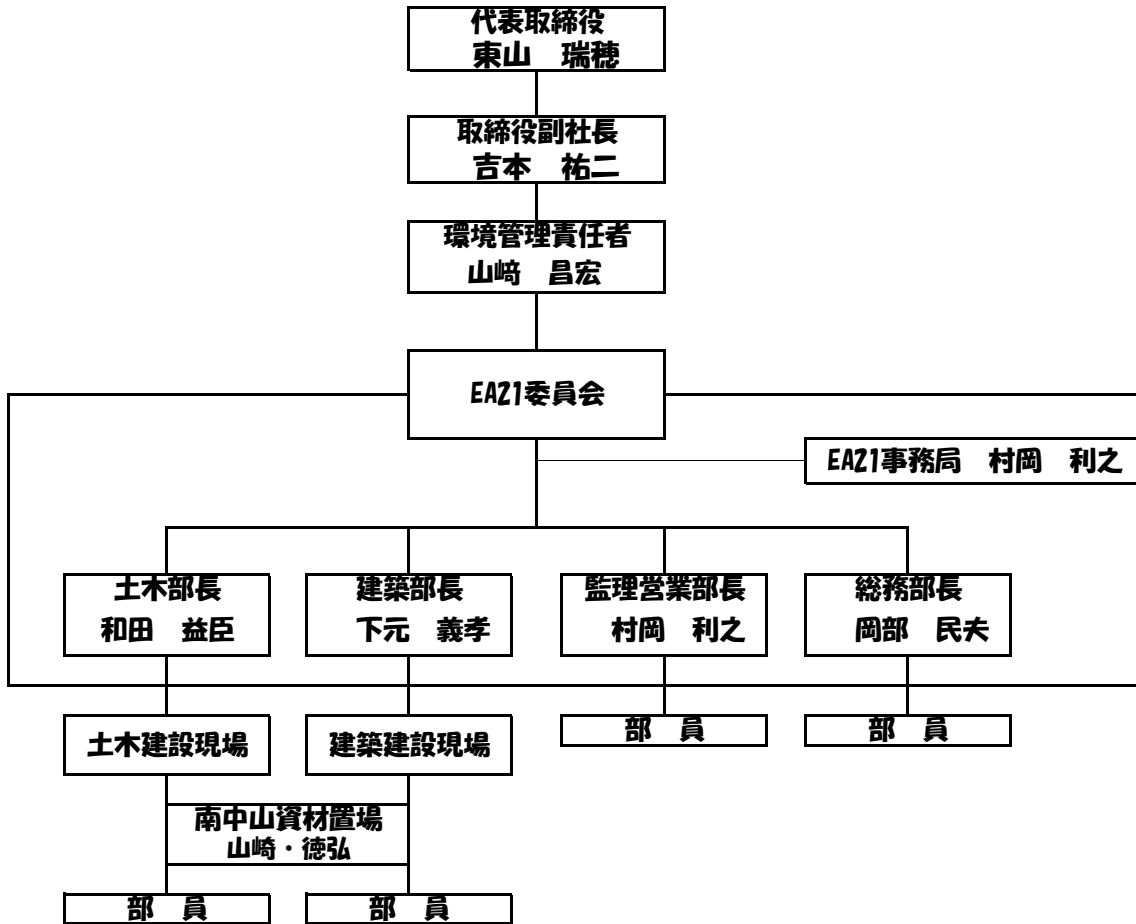 代表取締役
東山　瑞穂
取締役副社長
吉本　祐二
環境管理責任者
山﨑　昌宏
EA21委員会
EA21事務局　村岡　利之
土木部長
和田　益臣
建築部長
下元　義孝
監理営業部長
村岡　利之
総務部長
岡部　民夫
土木建設現場
建築建設現場
部　員
部　員
南中山資材置場
山崎・徳弘
部　員
部　員